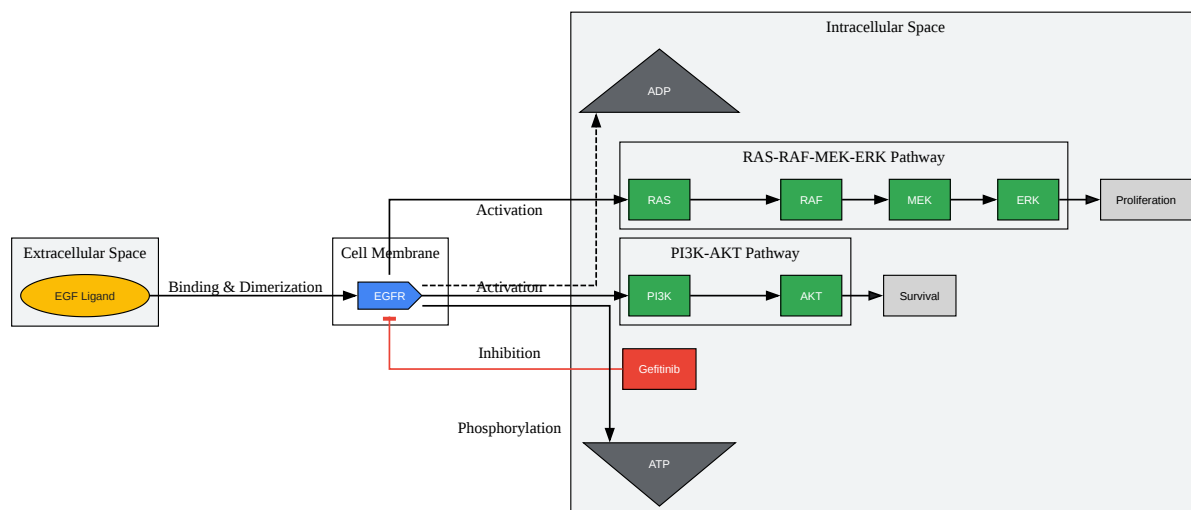 Intracellular Space
ADP
RAS-RAF-MEK-ERK Pathway
RAS
RAF
MEK
ERK
Proliferation
Activation
Extracellular Space
Cell Membrane
PI3K-AKT Pathway
EGF Ligand
Binding & Dimerization
EGFR
Activation
PI3K
AKT
Survival
Inhibition
Gefitinib
Phosphorylation
ATP